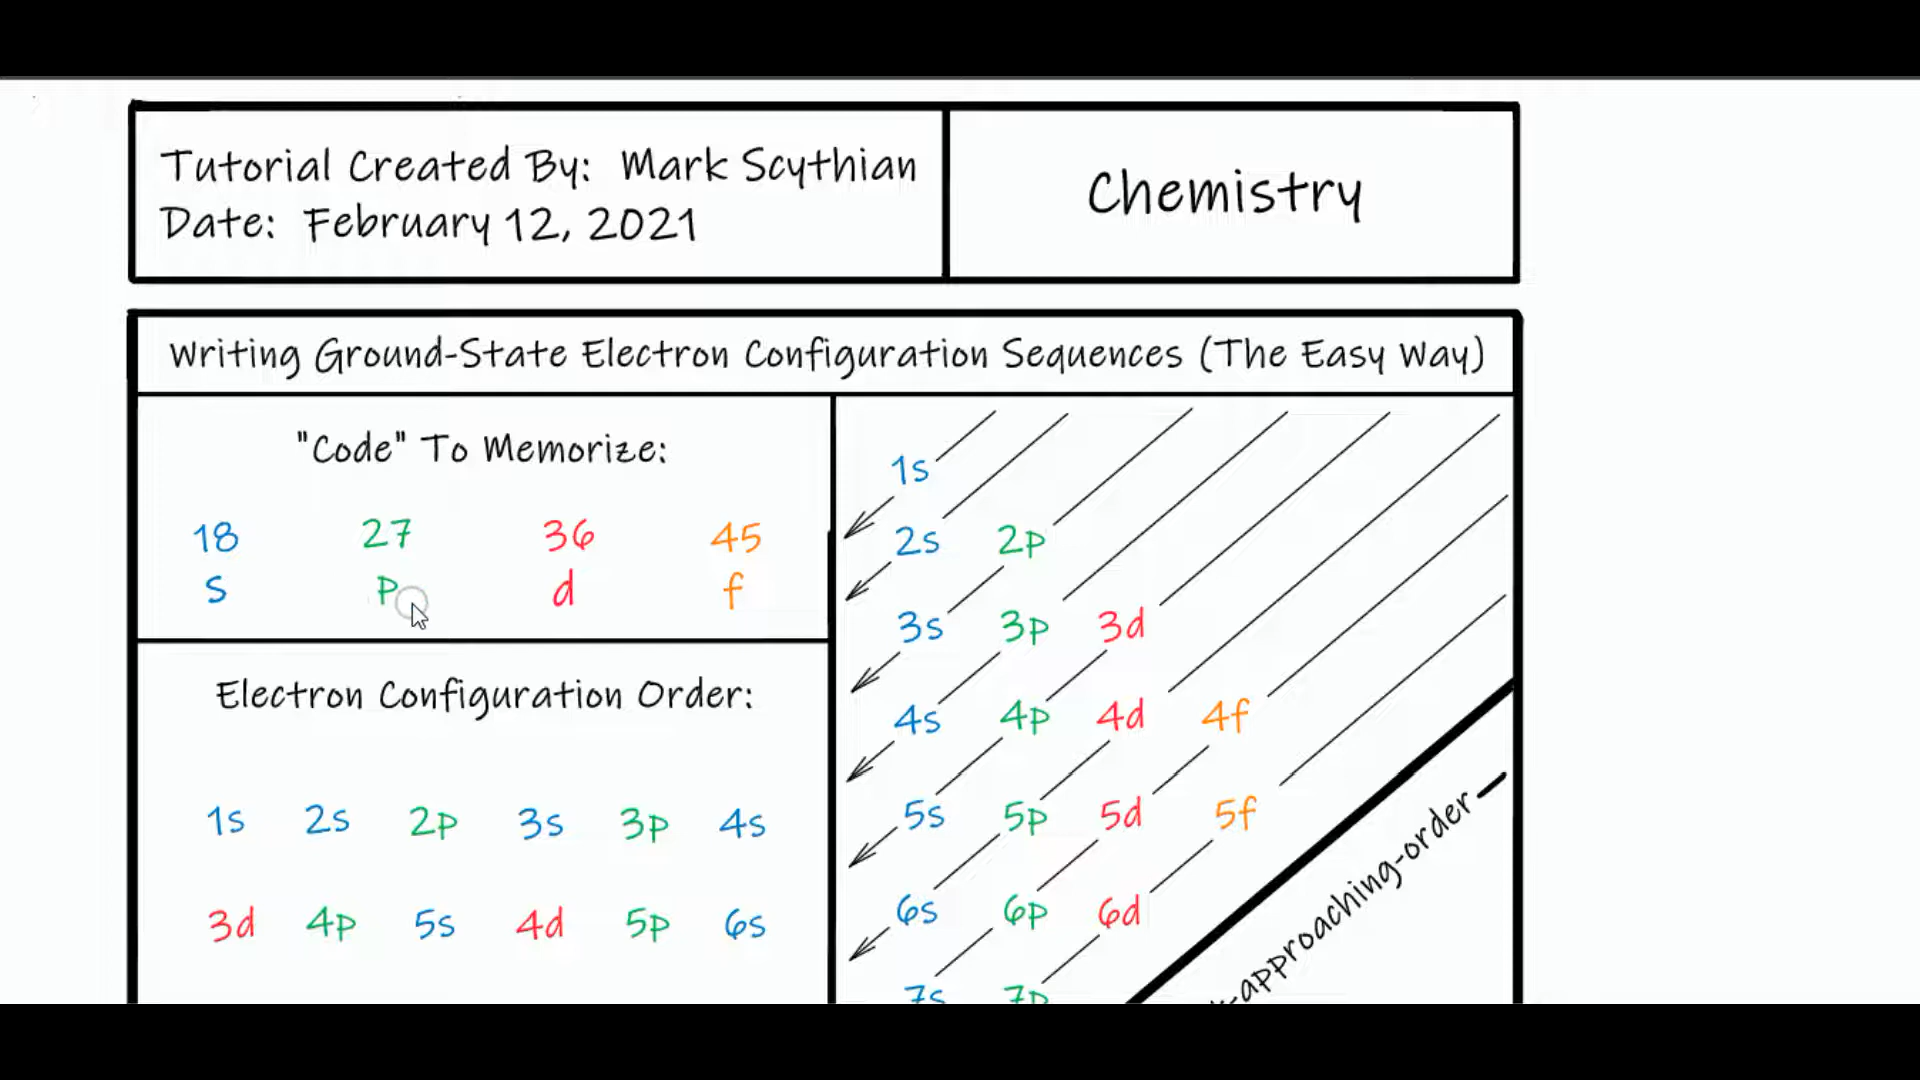 Tutorial Created By: Mark Scythian
Date: February 12, 2021
Chemistry
Writing Ground-State Electron Configuration Sequences (The Easy Way)
"Code" To Memorize:
18 27 36 45
s p d f
Electron Configuration Order:
1s 2s 2p 3s 3p 4s
3d 4p 5s 4d 5p 6s
1s
2s 2p
3s 3p 3d
4s 4p 4d 4f
5s 5p 5d 5f
6s 6p 6d
7s 7p
-approaching-order